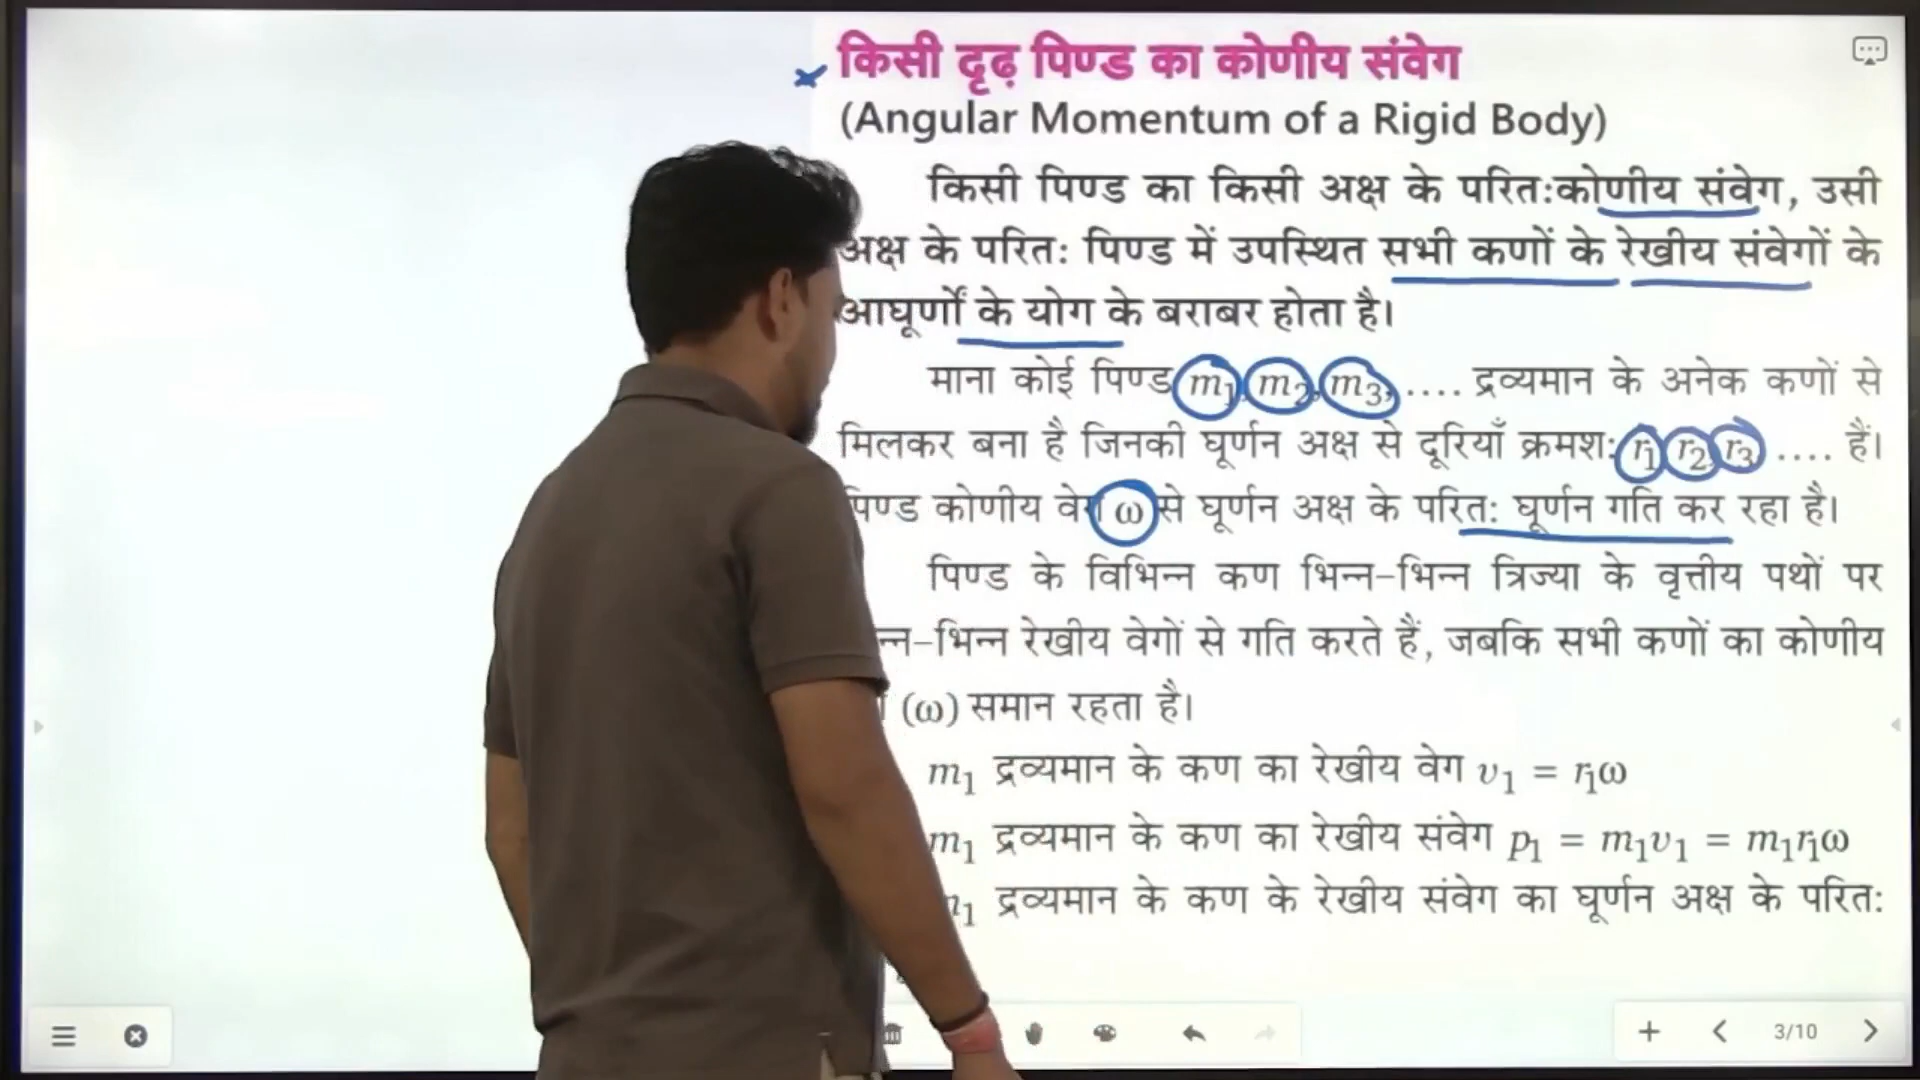 किसी दृढ़ पिण्ड का कोणीय संवेग
(Angular Momentum of a Rigid Body)
किसी पिण्ड का किसी अक्ष के परितः कोणीय संवेग, उसी
अक्ष के परितः पिण्ड में उपस्थित सभी कणों के रेखीय संवेगों के
आघूर्णों के योग के बराबर होता है।
माना कोई पिण्ड m₁, m₂, m₃, .... द्रव्यमान के अनेक कणों से
मिलकर बना है जिनकी घूर्णन अक्ष से दूरियाँ क्रमशः r₁ r₂ r₃ .... हैं।
कोणीय ω से घूर्णन अक्ष के परितः घूर्णन गति कर रहा है।
पिण्ड के विभिन्न कण भिन्न-भिन्न त्रिज्या के वृत्तीय पथों पर
-भिन्न रेखीय वेगों से गति करते हैं, जबकि सभी कणों का कोणीय
(ω) समान रहता है।
m₁ द्रव्यमान के कण का रेखीय वेग v₁ = r₁ω
m₁ द्रव्यमान के कण का रेखीय संवेग p₁ = m₁v₁ = m₁r₁ω
द्रव्यमान के कण के रेखीय संवेग का घूर्णन अक्ष के परितः
3/10